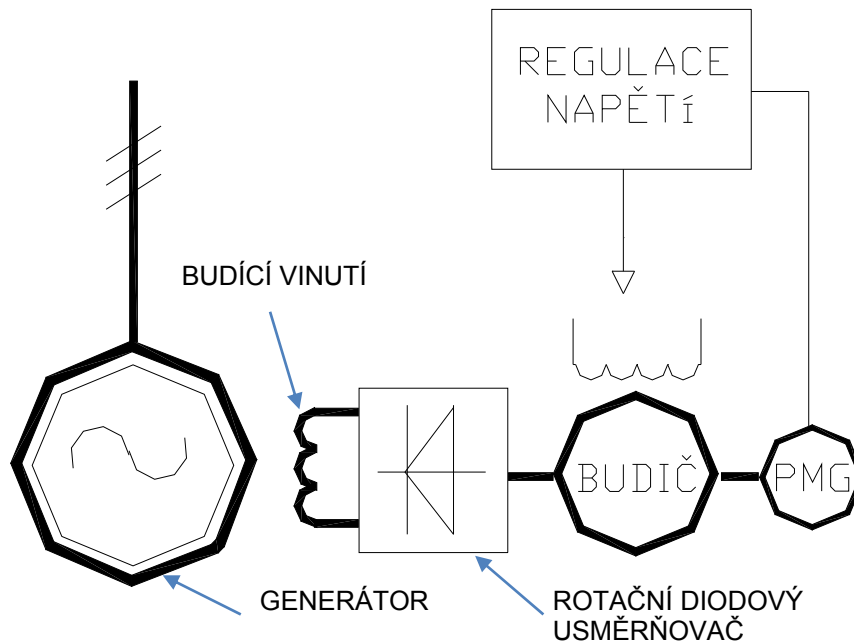 REGULACE
NAPĚTí
BUDÍCÍ VINUTÍ
BUDIČ
PMG
GENERÁTOR
ROTAČNÍ DIODOVÝ
USMĚRŇOVAČ